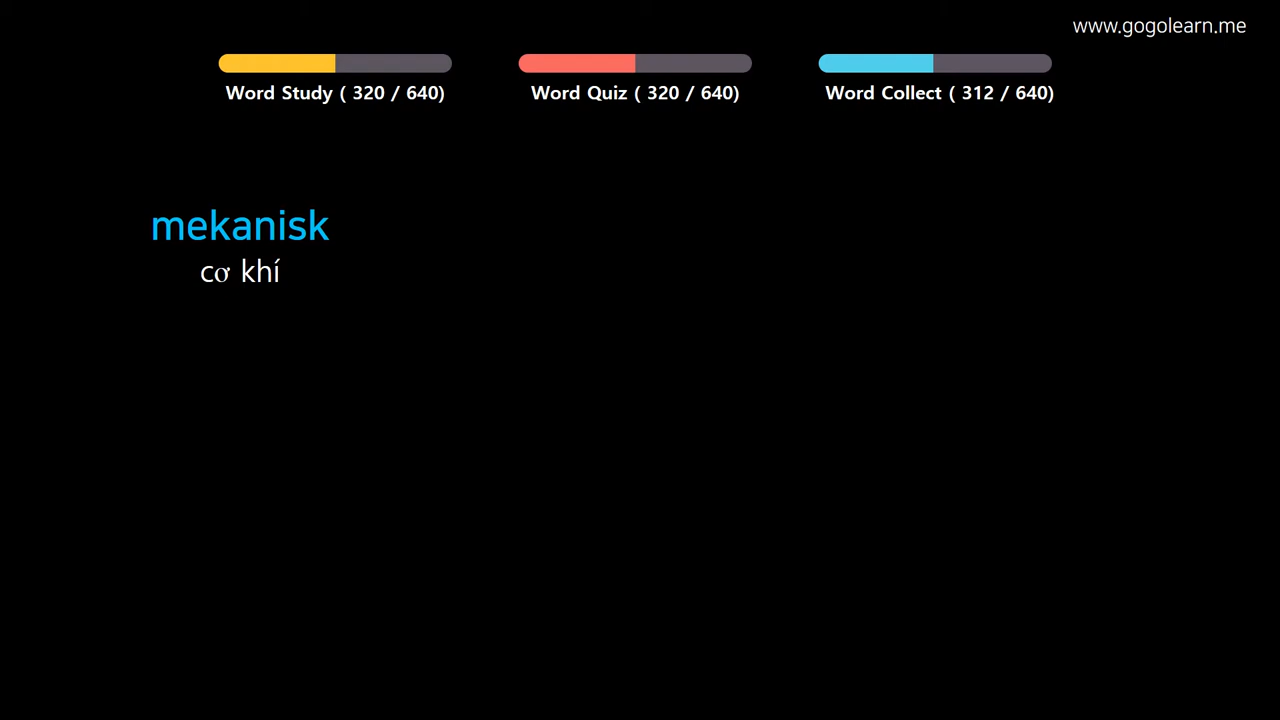 www.gogolearn.me
Word Study ( 320 / 640)
Word Quiz ( 320 / 640)
Word Collect ( 312 / 640)
mekanisk
cơ khí